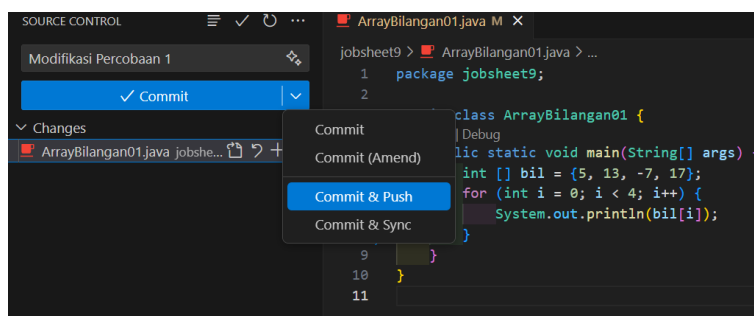 SOURCE CONTROL
Modifikasi Percobaan 1
Commit
Changes
ArrayBilangan01.java jobshe...
Commit
Commit (Amend)
Commit & Push
Commit & Sync
ArrayBilangan01.java M
jobsheet9 > ArrayBilangan01.java > ...
1 package jobsheet9;
2
class ArrayBilangan01 {
| Debug
lic static void main(String[] args)
int [] bil = {5, 13, -7, 17};
for (int i = 0; i < 4; i++) {
System.out.println(bil[i]);
}
9 }
10 }
11